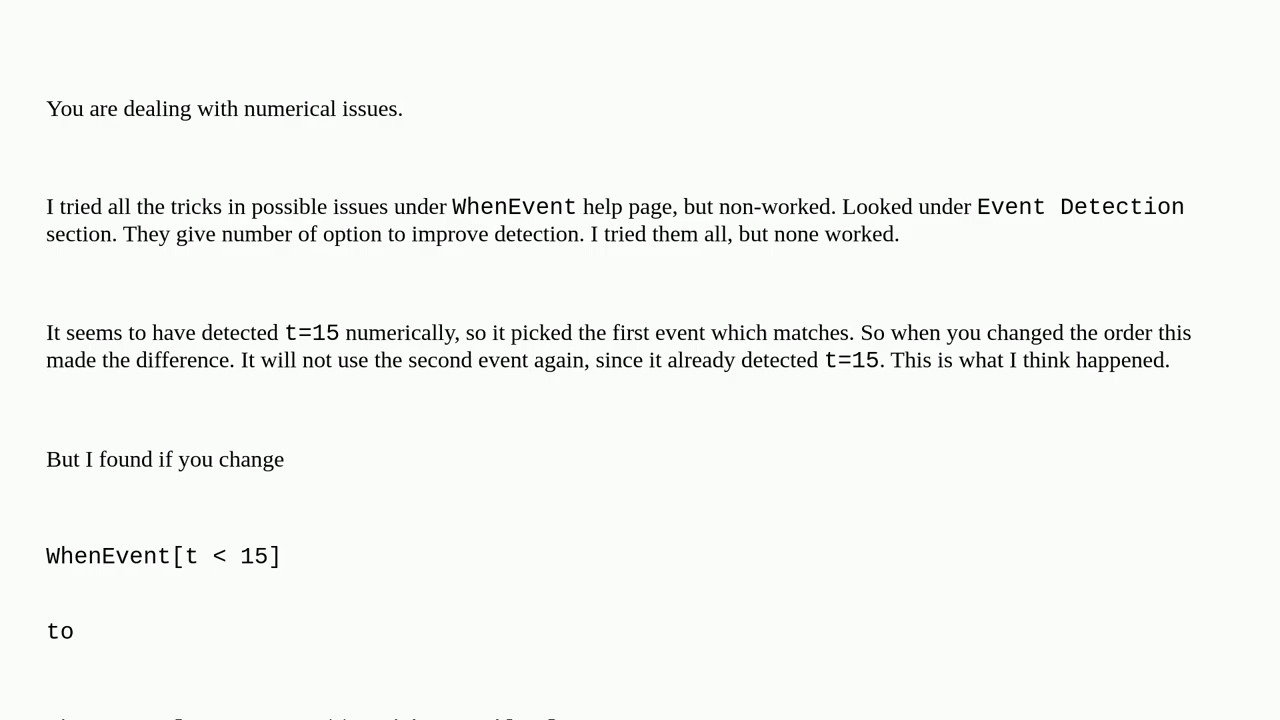 You are dealing with numerical issues.
I tried all the tricks in possible issues under WhenEvent help page, but non-worked. Looked under Event Detection
section. They give number of option to improve detection. I tried them all, but none worked.
It seems to have detected t=15 numerically, so it picked the first event which matches. So when you changed the order this
made the difference. It will not use the second event again, since it already detected t=15. This is what I think happened.
But I found if you change
WhenEvent[t < 15]
to